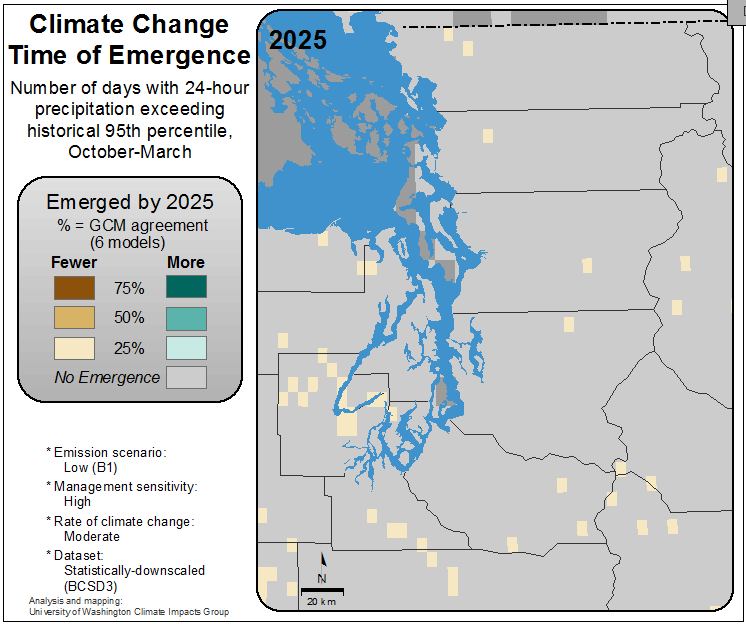 Climate Change
Time of Emergence
Number of days with 24-hour
precipitation exceeding
historical 95th percentile,
October-March
Emerged by 2025
% = GCM agreement
(6 models)
Fewer More
75%
50%
25%
No Emergence
* Emission scenario:
Low (B1)
* Management sensitivity:
High
* Rate of climate change:
Moderate
* Dataset:
Statistically-downscaled
(BCSD3)
Analysis and mapping:
University of Washington Climate Impacts Group
2025
N
20 km